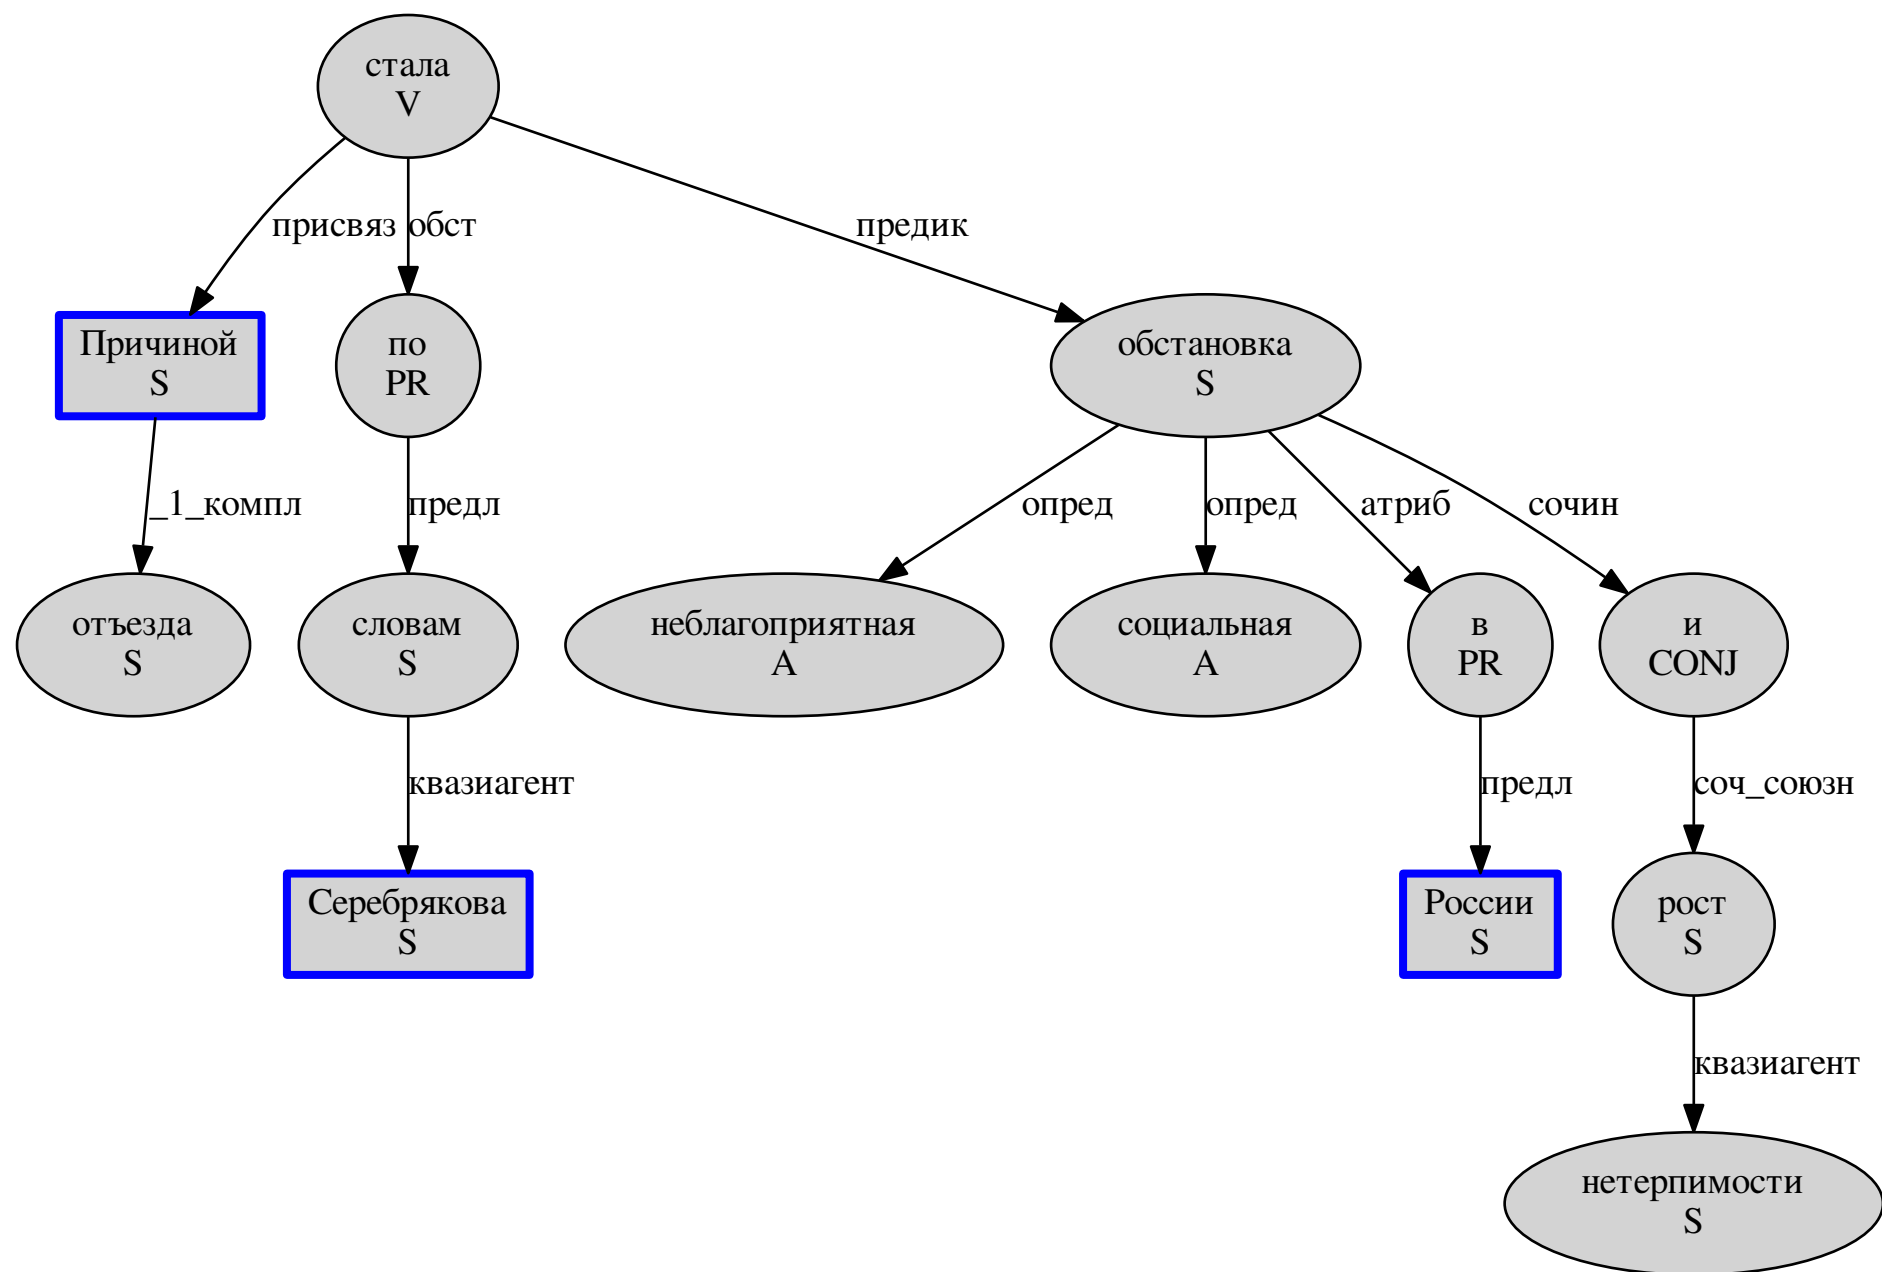 стала
V
присвяз
обст
предик
Причиной
S
по
PR
обстановка
S
_1_компл
предл
опред
опред
атриб
сочин
отъезда
S
словам
S
неблагоприятная
A
социальная
A
в
PR
и
CONJ
квазиагент
предл
соч_союзн
Серебрякова
S
России
S
рост
S
квазиагент
нетерпимости
S